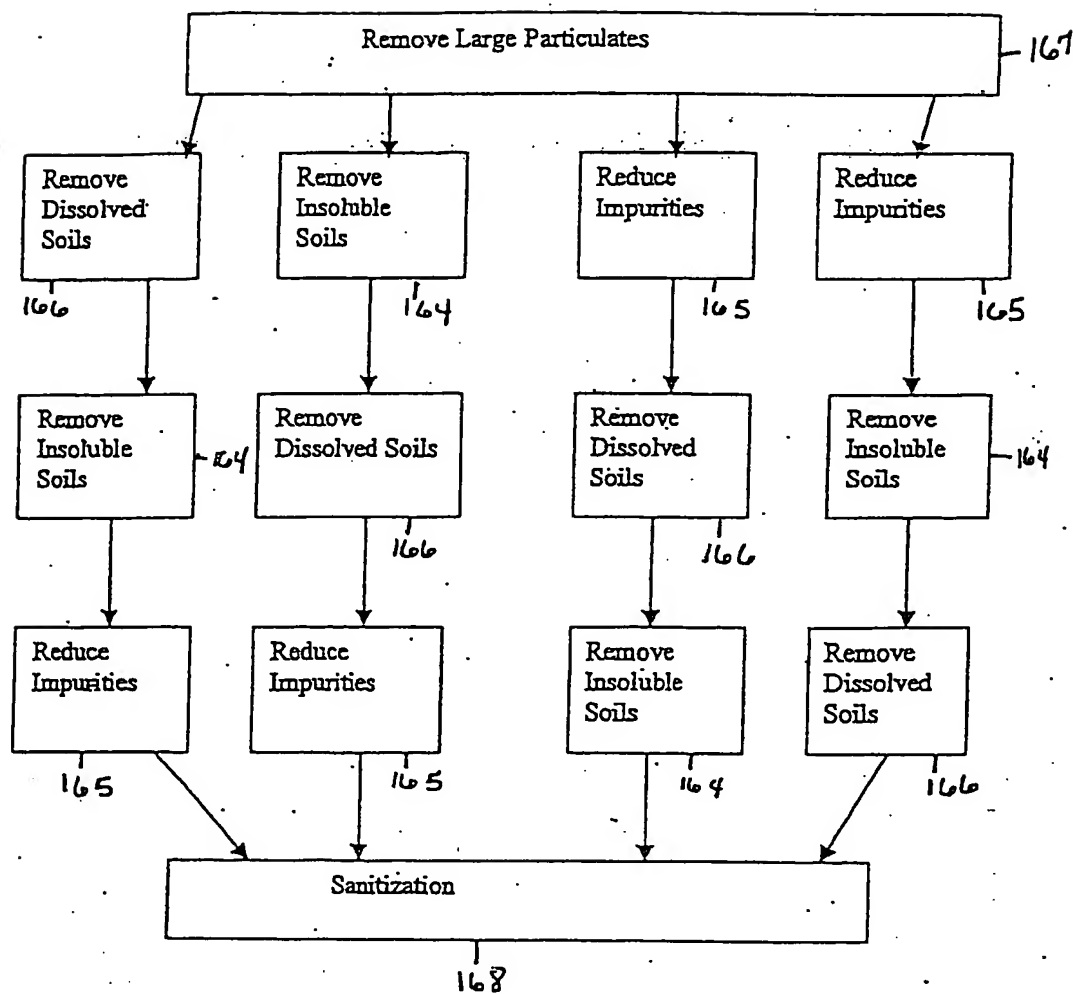 Remove Large Particulates
167
Remove
Dissolved
Soils
166
Remove
Insoluble
Soils
164
Reduce
Impurities
165
Reduce
Impurities
165
Remove
Insoluble
Soils
164
Remove
Dissolved Soils
166
Remove
Dissolved
Soils
166
Remove
Insoluble
Soils
164
Reduce
Impurities
165
Reduce
Impurities
165
Remove
Insoluble
Soils
164
Remove
Dissolved
Soils
166
Sanitization
168